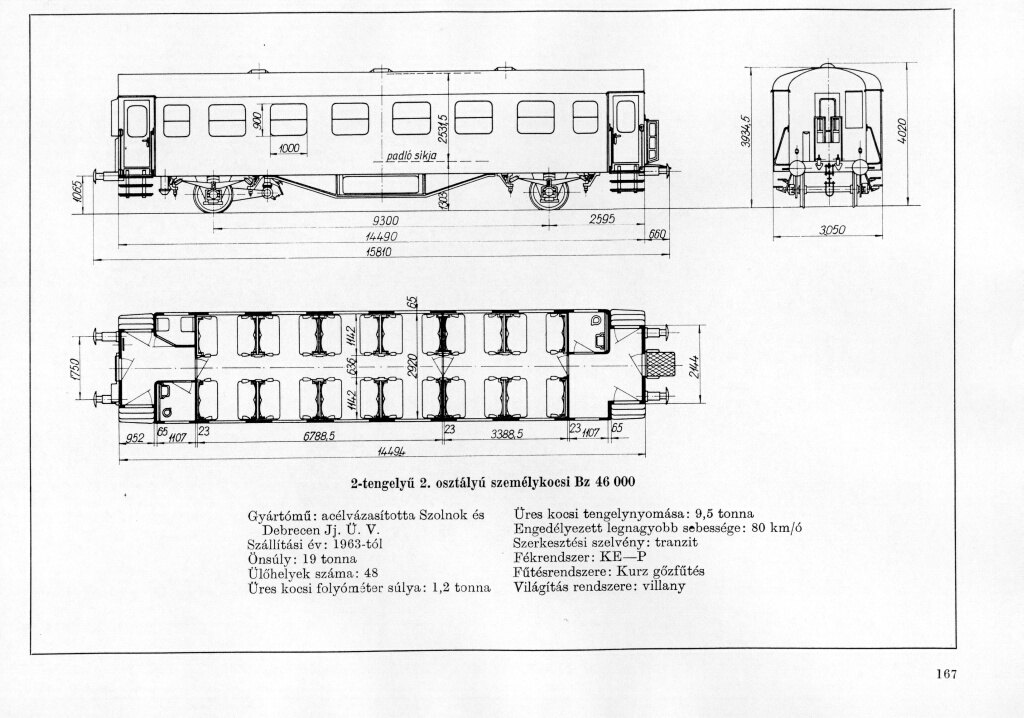 900
1000
2531,5
padló síkja
1065
1303
9300
2595
14490
660
15810
3934,5
4020
3050
65
1142
636
2920
1142
1750
2144
952
65
1107
23
6788,5
23
3388,5
23
1107
65
14494
2-tengelyű 2. osztályú személykocsi Bz 46 000
Gyártómű: acélvázasította Szolnok és
Debrecen Jj. Ü. V.
Szállítási év: 1963-tól
Önsúly: 19 tonna
Ülőhelyek száma: 48
Üres kocsi folyóméter súlya: 1,2 tonna
Üres kocsi tengelynyomása: 9,5 tonna
Engedélyezett legnagyobb sebessége: 80 km/ó
Szerkesztési szelvény: tranzit
Fékrendszer: KE—P
Fűtésrendszere: Kurz gőzfűtés
Világítás rendszere: villany
167